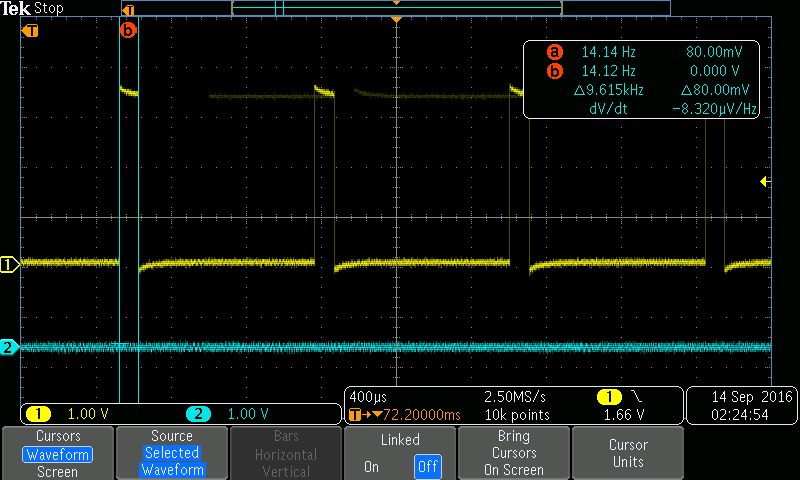 Tek Stop
T
T
b
a 14.14 Hz 80.00mV
b 14.12 Hz 0.000 V
△9.615kHz △80.00mV
dV/dt −8.320µV/Hz
1
2
1 1.00 V 2 1.00 V
400µs 2.50MS/s 1
T→▼72.20000ms 10k points 1.66 V
14 Sep 2016
02:24:54
Cursors
Waveform
Screen
Source
Selected
Waveform
Bars
Horizontal
Vertical
Linked
On Off
Bring
Cursors
On Screen
Cursor
Units